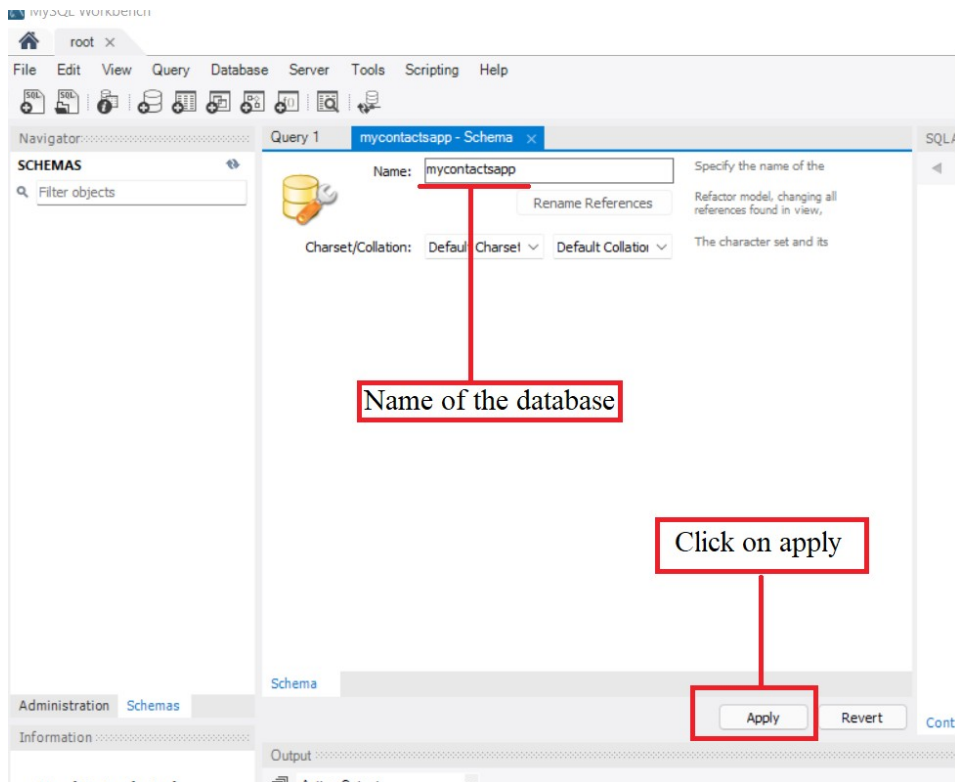 MySQL Workbench
root
File Edit View Query Database Server Tools Scripting Help
Navigator
SCHEMAS
Filter objects
Query 1
mycontactsapp - Schema
SQLA
Name: mycontactsapp
Specify the name of the
Rename References
Refactor model, changing all
references found in view,
Charset/Collation: Default Charset Default Collation
The character set and its
Name of the database
Click on apply
Schema
Administration Schemas
Apply Revert
Cont
Information
Output